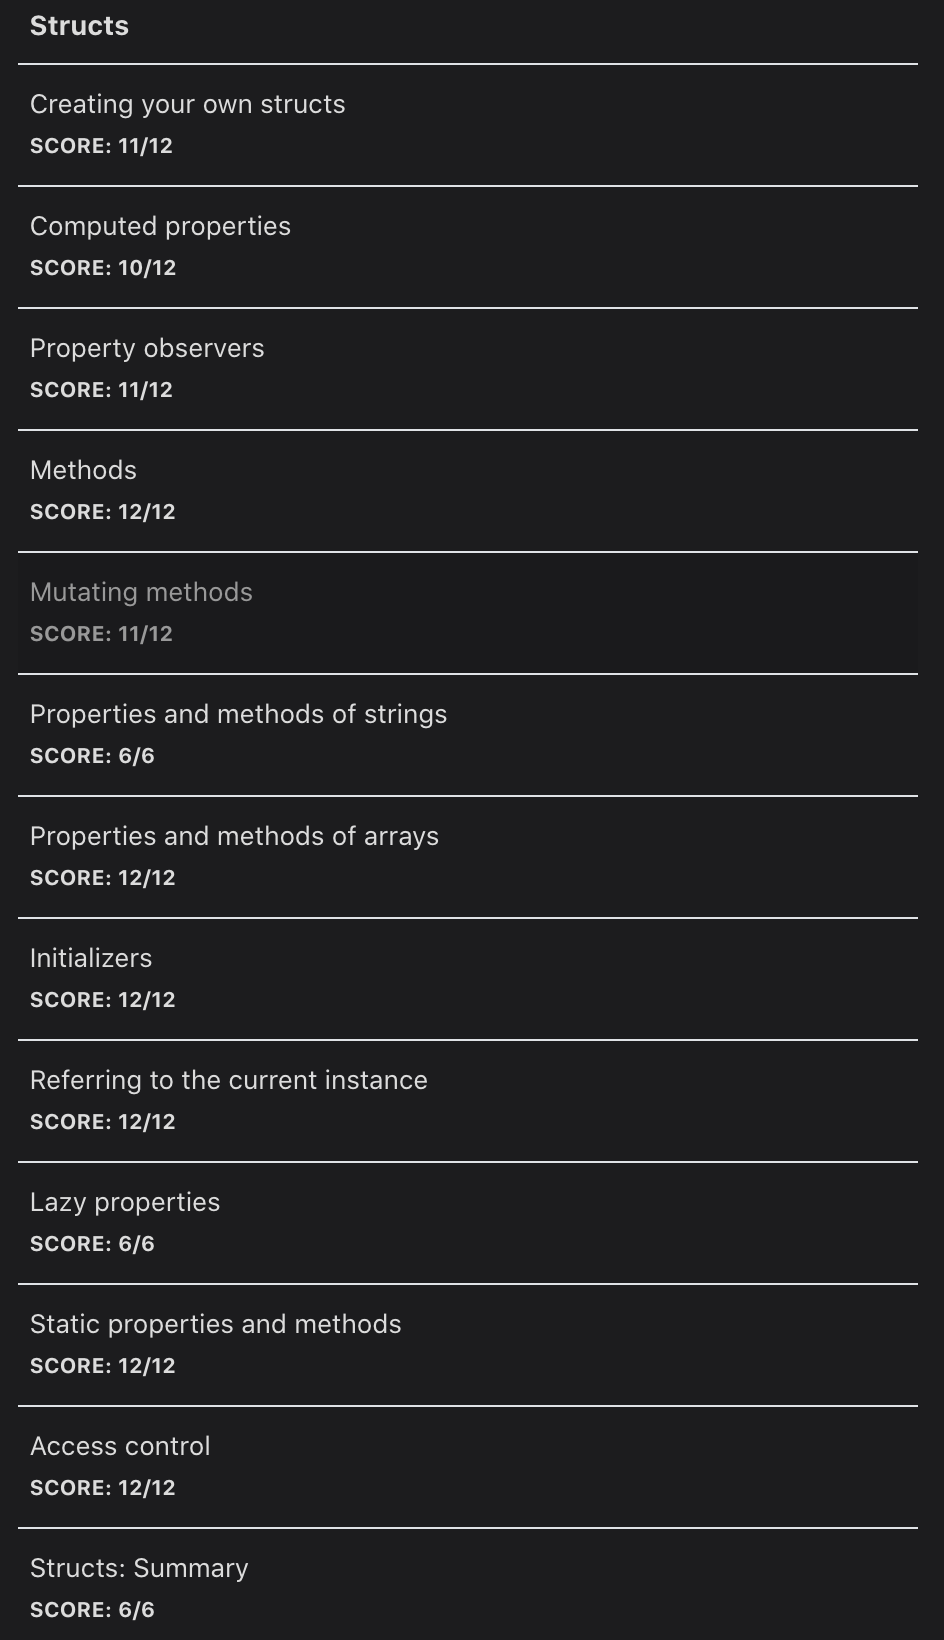 Structs
Creating your own structs
SCORE: 11/12
Computed properties
SCORE: 10/12
Property observers
SCORE: 11/12
Methods
SCORE: 12/12
Mutating methods
SCORE: 11/12
Properties and methods of strings
SCORE: 6/6
Properties and methods of arrays
SCORE: 12/12
Initializers
SCORE: 12/12
Referring to the current instance
SCORE: 12/12
Lazy properties
SCORE: 6/6
Static properties and methods
SCORE: 12/12
Access control
SCORE: 12/12
Structs: Summary
SCORE: 6/6